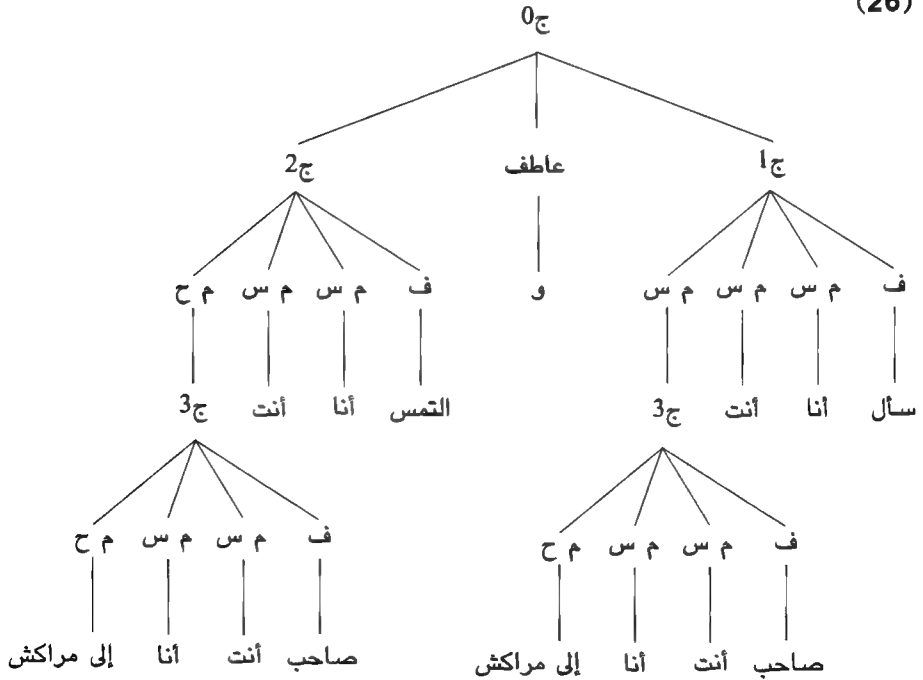 (26)
ج0
ج1 عاطف ج2
ف م س م س م س و ف م س م س م ح
سأل أنا أنت ج3 التمس أنا أنت ج3
ف م س م س م ح ف م س م س م ح
صاحب أنت أنا إلى مراكش صاحب أنت أنا إلى مراكش